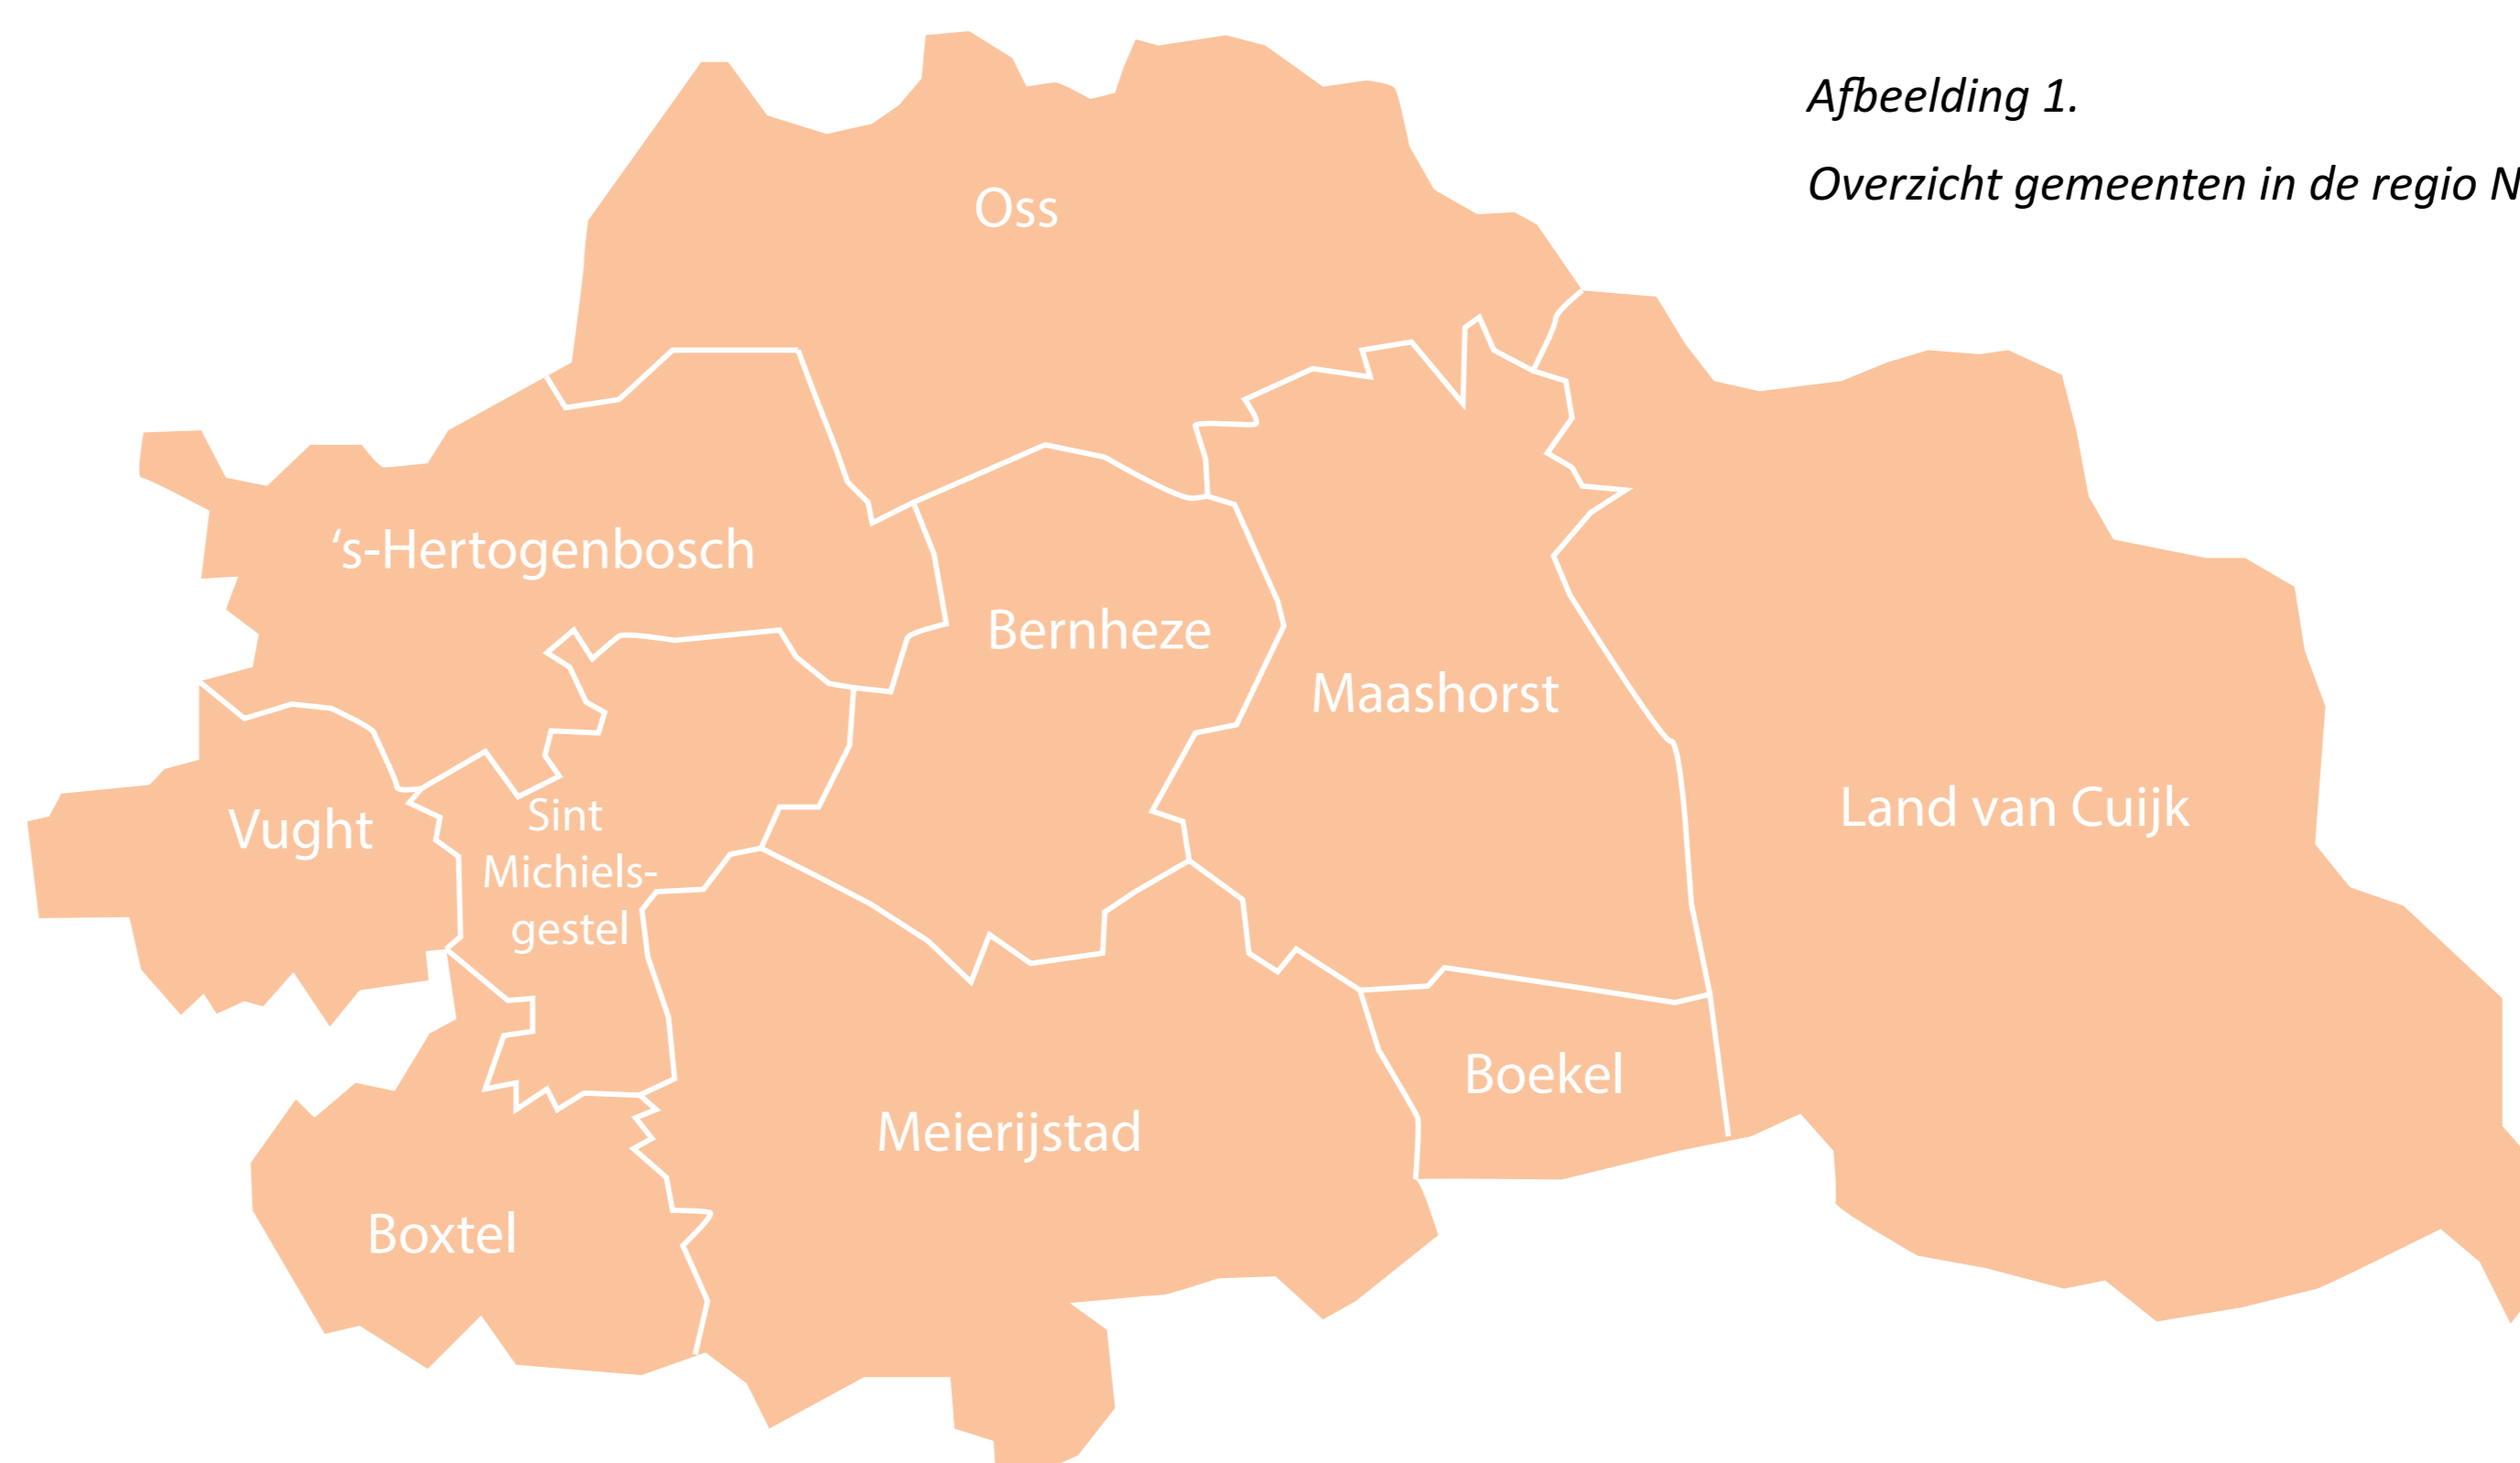 Afbeelding 1.
Overzicht gemeenten in de regio N
Oss
‘s-Hertogenbosch
Bernheze
Maashorst
Land van Cuijk
Vught
Sint
Michiels-
gestel
Boekel
Meierijstad
Boxtel